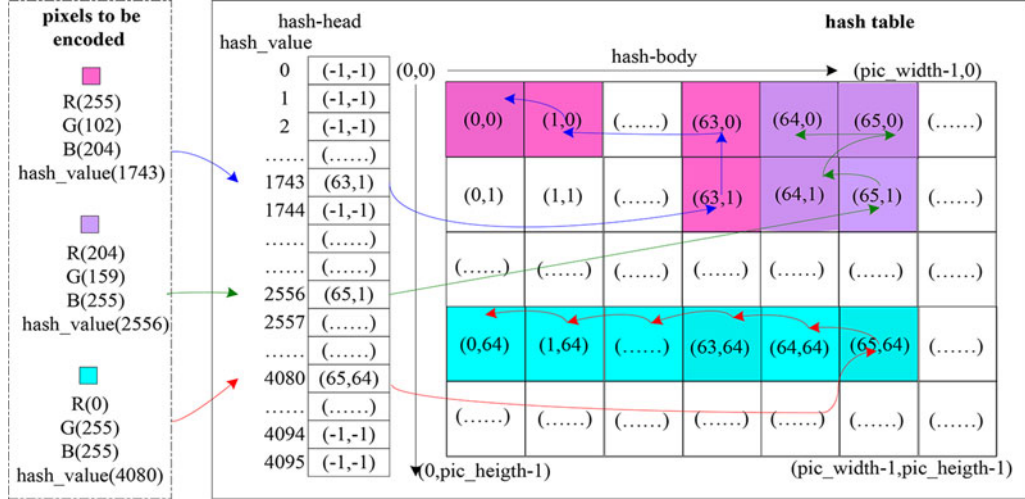 pixels to be
encoded
R(255)
G(102)
B(204)
hash_value(1743)
R(204)
G(159)
B(255)
hash_value(2556)
R(0)
G(255)
B(255)
hash_value(4080)
hash-head
hash_value
hash table
hash-body
0 (-1,-1)
1 (-1,-1)
2 (-1,-1)
...... (......)
1743 (63,1)
1744 (-1,-1)
...... (......)
...... (......)
2556 (65,1)
2557 (......)
...... (......)
4080 (65,64)
...... (......)
4094 (-1,-1)
4095 (-1,-1)
(0,0) (pic_width-1,0)
(0,0) (1,0) (......) (63,0) (64,0) (65,0) (......)
(0,1) (1,1) (......) (63,1) (64,1) (65,1) (......)
(......) (......) (......) (......) (......) (......) (......)
(0,64) (1,64) (......) (63,64) (64,64) (65,64) (......)
(......) (......) (......) (......) (......) (......) (......)
(0,pic_heigth-1) (pic_width-1,pic_heigth-1)